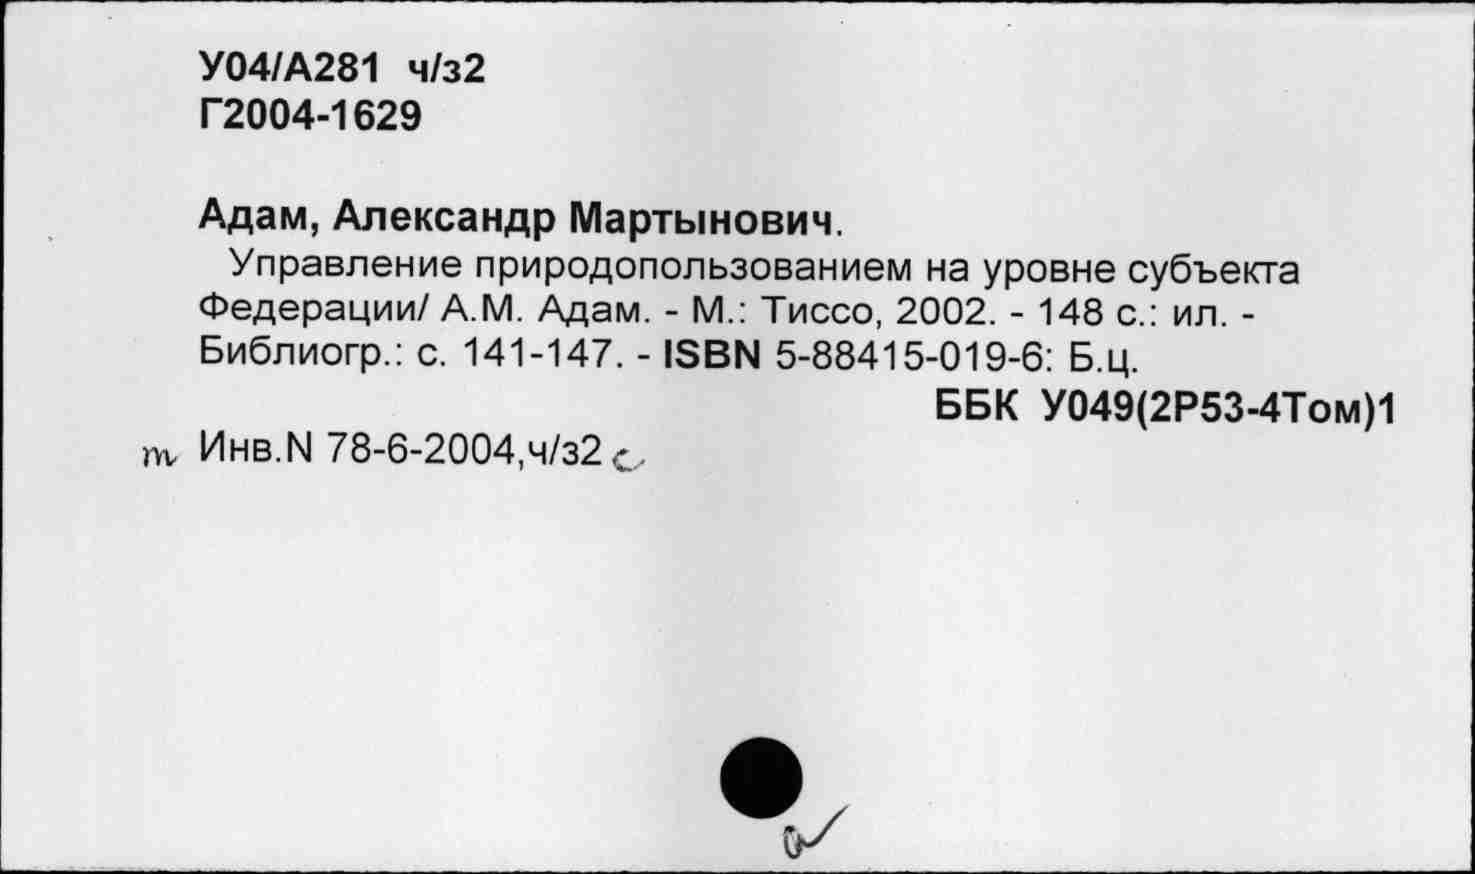 У04/А281 ч/з2
Г2004-1629
Адам, Александр Мартынович.
Управление природопользованием на уровне субъекта
Федерации/ А.М. Адам. - М.: Тиссо, 2002. - 148 с.: ил. -
Библиогр.: с. 141-147. - ISBN 5-88415-019-6: Б.ц.
ББК У049(2Р53-4Том)1
Инв.N 78-6-2004,ч/з2